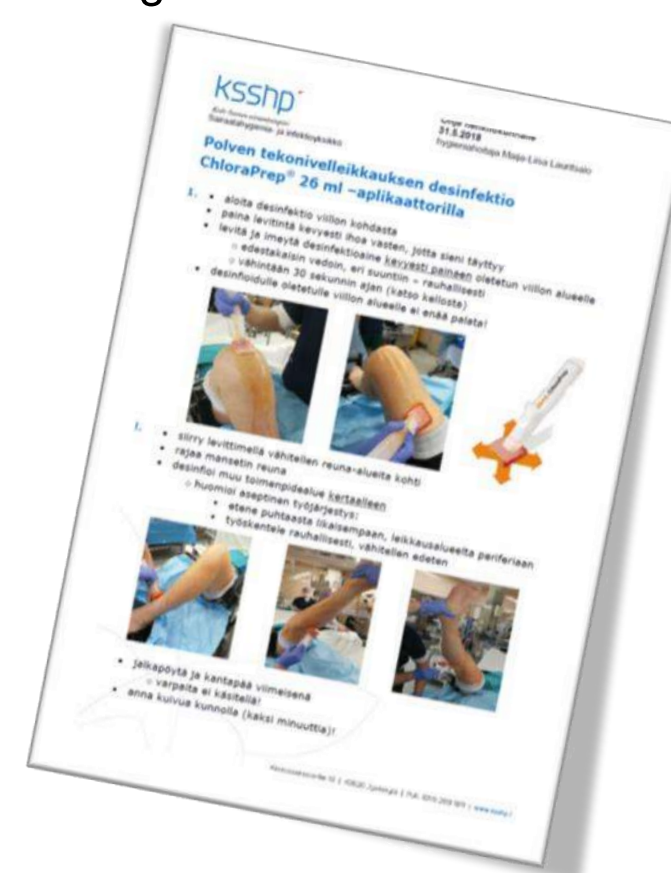 ksshp
Sairaalahygienia- ja infektioyksikkö
31.5.2018
hygieniahoitaja Maija-Liisa Lauritsalo
Polven tekonivelleikkauksen desinfektio
ChloraPrep® 26 ml –aplikaattorilla
1. • aloita desinfektio viillon kohdasta
• paina levitintä kevyesti ihoa vasten, jotta sieni täyttyy
• levitä ja imeytä desinfektioaine kevyesti painaen oletetun viillon alueelle
○ edestakaisin vedoin, eri suuntiin – rauhallisesti
○ vähintään 30 sekunnin ajan (katso kellosta)
• desinfioidulle oletetulle viillon alueelle ei enää palata!
• siirry levittimellä vähitellen reuna-alueita kohti
• rajaa mansetin reuna
• desinfioi muu toimenpidealue kertaalleen
○ huomioi aseptinen työjärjestys:
• etene puhtaasta likaisempaan, leikkausalueelta periferiaan
• työskentele rauhallisesti, vähitellen edeten
• jalkapöytä ja kantapää viimeisenä
○ varpaita ei käsitellä!
• anna kuivua kunnolla (kaksi minuuttia)!